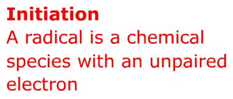 Initiation
A radical is a chemical
species with an unpaired
electron